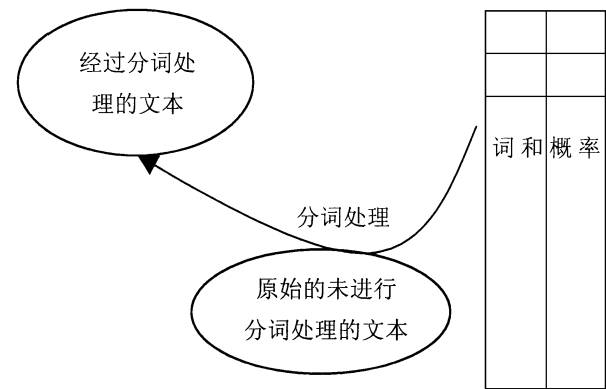 经过分词处
理的文本
词和概率
分词处理
原始的未进行
分词处理的文本